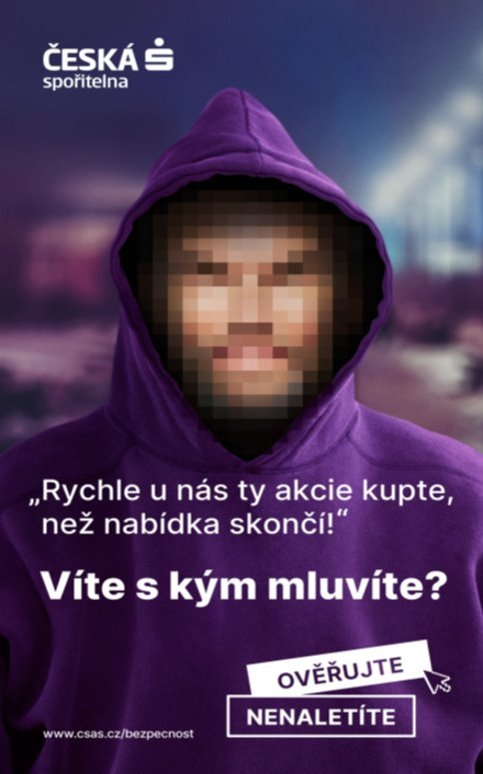 ČESKÁ
spořitelna
„Rychle u nás ty akcie kupte,
než nabídka skončí!“
Víte s kým mluvíte?
OVĚŘUJTE
NENALETÍTE
www.csas.cz/bezpecnost